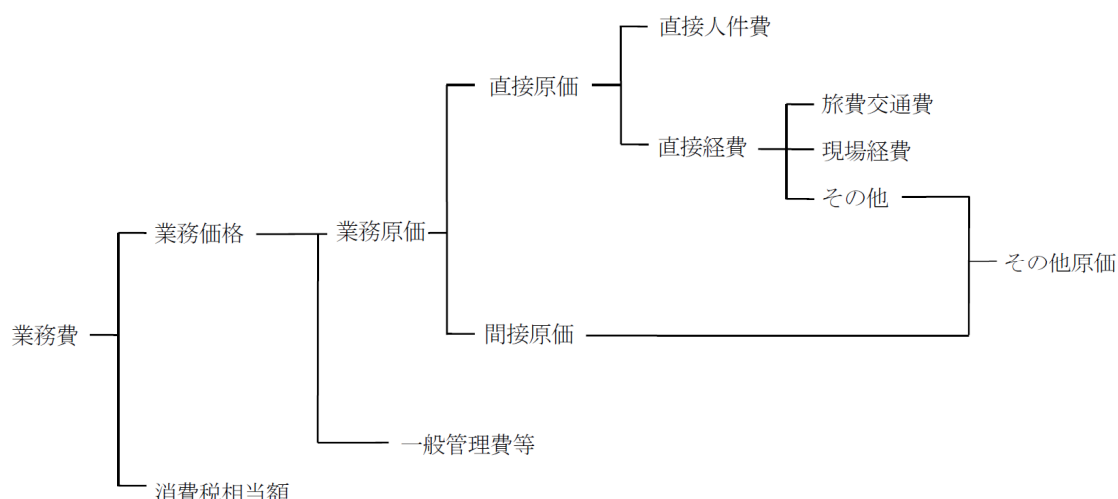 直接人件費
直接原価
旅費交通費
直接経費
現場経費
その他
業務価格
業務原価
その他原価
業務費
間接原価
一般管理費等
消費税相当額